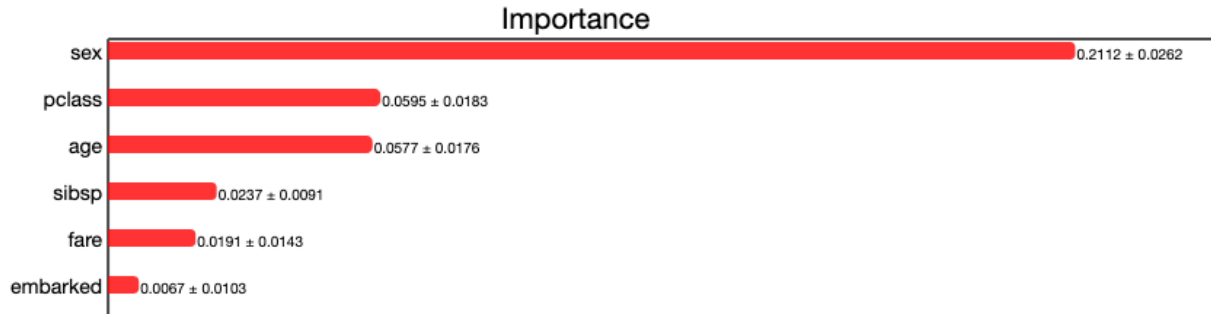 Importance
sex 0.2112 ± 0.0262
pclass 0.0595 ± 0.0183
age 0.0577 ± 0.0176
sibsp 0.0237 ± 0.0091
fare 0.0191 ± 0.0143
embarked 0.0067 ± 0.0103